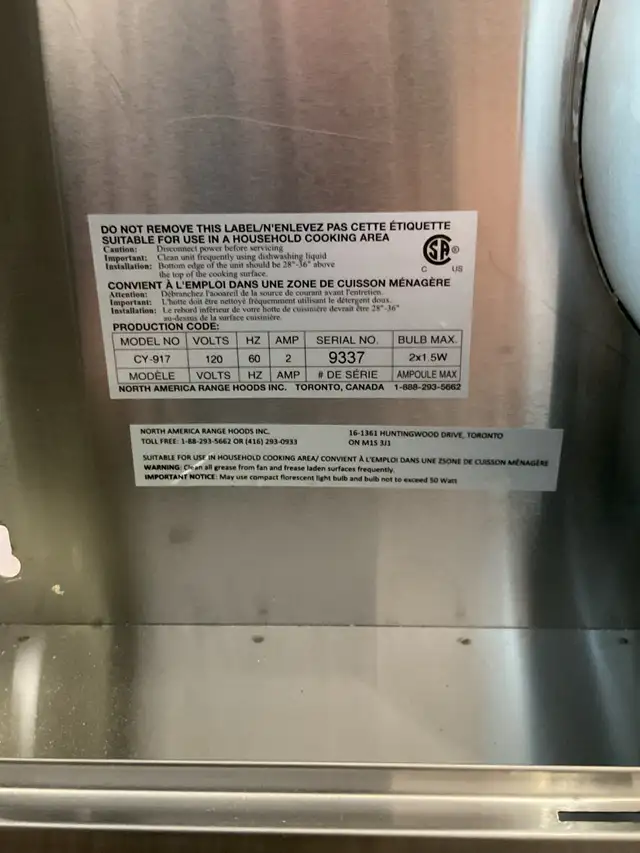 DO NOT REMOVE THIS LABEL/N'ENLEVEZ PAS CETTE ÉTIQUETTE
SUITABLE FOR USE IN A HOUSEHOLD COOKING AREA
Caution: Disconnect power before servicing
Important: Clean unit frequently using dishwashing liquid
Installation: Bottom edge of the unit should be 28"-36" above
the top of the cooking surface.
SA ®
C US
CONVIENT À L'EMPLOI DANS UNE ZONE DE CUISSON MÉNAGÈRE
Attention: Débranchez l'appareil de la source de courant avant l'entretien.
Important: L'hotte doit être nettoyé fréquemment utilisant le détergent doux.
Installation: Le rebord inférieur de votre hotte de cuisinière devrait être 28"-36"
au-dessus de la surface cuisinière.
PRODUCTION CODE:
MODEL NO VOLTS HZ AMP SERIAL NO. BULB MAX.
CY-917 120 60 2 9337 2x1.5W
MODÈLE VOLTS HZ AMP # DE SÉRIE AMPOULE MAX
NORTH AMERICA RANGE HOODS INC. TORONTO, CANADA 1-888-293-5662
NORTH AMERICA RANGE HOODS INC. 16-1361 HUNTINGWOOD DRIVE, TORONTO
TOLL FREE: 1-88-293-5662 OR (416) 293-0933 ON M1S 3J1
SUITABLE FOR USE IN HOUSEHOLD COOKING AREA/ CONVIENT À L'EMPLOI DANS UNE ZSONE DE CUISSON MÉNAGÈRE
WARNING: Clean all grease from fan and frease laden surfaces frequently.
IMPORTANT NOTICE: May use compact florescent light bulb and bulb not to exceed 50 Watt